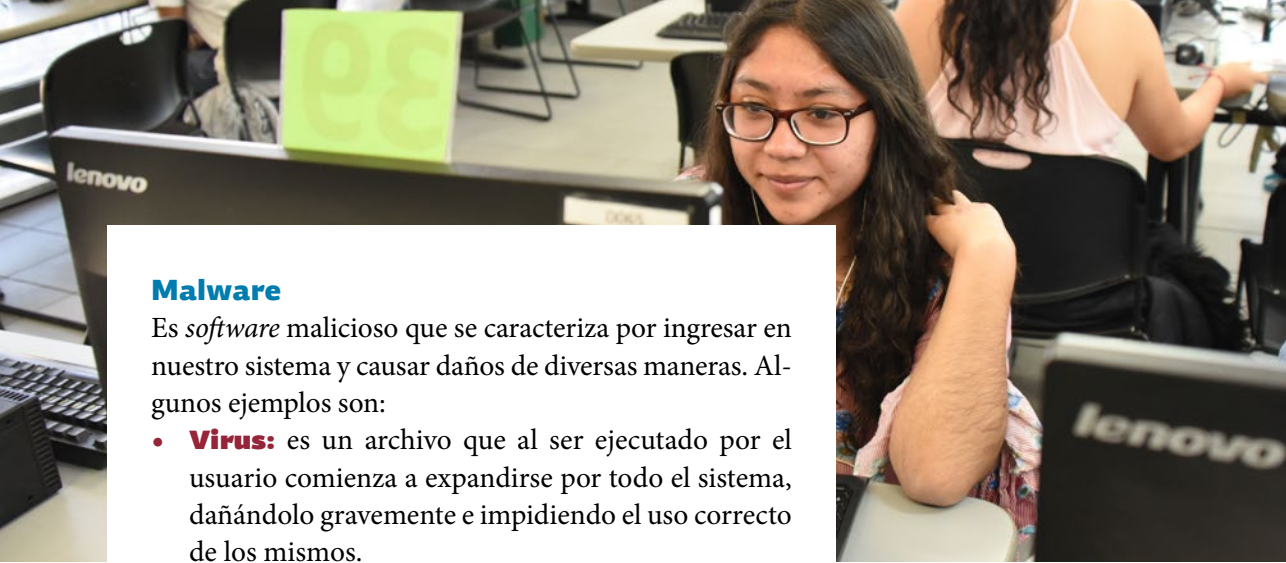 39
lenovo
Malware
Es software malicioso que se caracteriza por ingresar en
nuestro sistema y causar daños de diversas maneras. Al-
gunos ejemplos son:
• Virus: es un archivo que al ser ejecutado por el
usuario comienza a expandirse por todo el sistema,
dañándolo gravemente e impidiendo el uso correcto
de los mismos.
lenovo